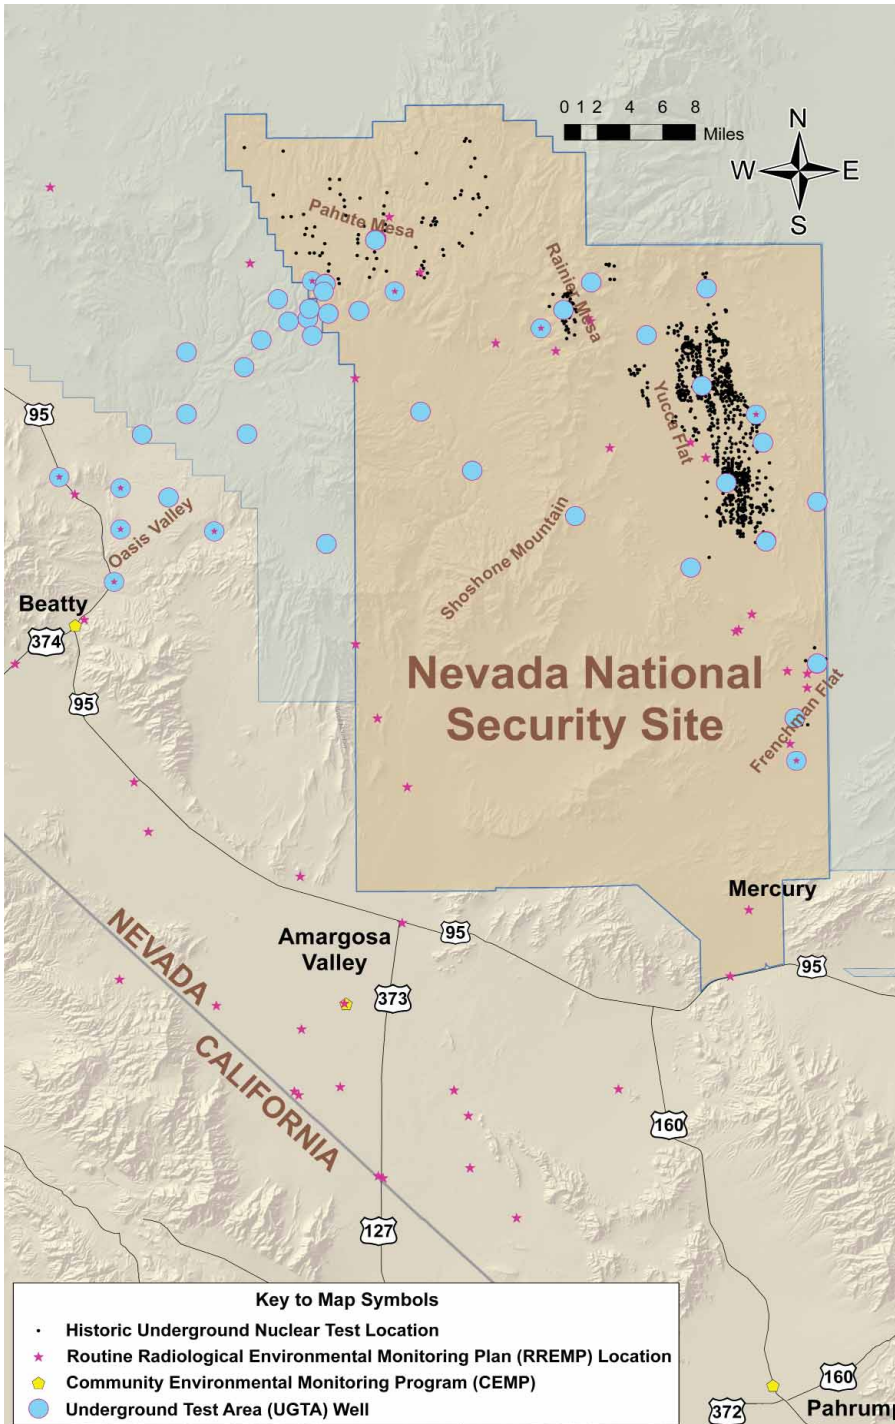 0 1 2 4 6 8
Miles
N
W E
S
Pahute Mesa
Rainier Mesa
95
Yucca Flat
Oasis Valley
Shoshone Mountain
Beatty
374
Nevada National
Security Site
95
Frenchman Flat
Mercury
Amargosa
Valley
95
95
NEVADA
373
CALIFORNIA
160
127
Key to Map Symbols
Historic Underground Nuclear Test Location
Routine Radiological Environmental Monitoring Plan (RREMP) Location
Community Environmental Monitoring Program (CEMP)
Underground Test Area (UGTA) Well
160
372
Pahrump